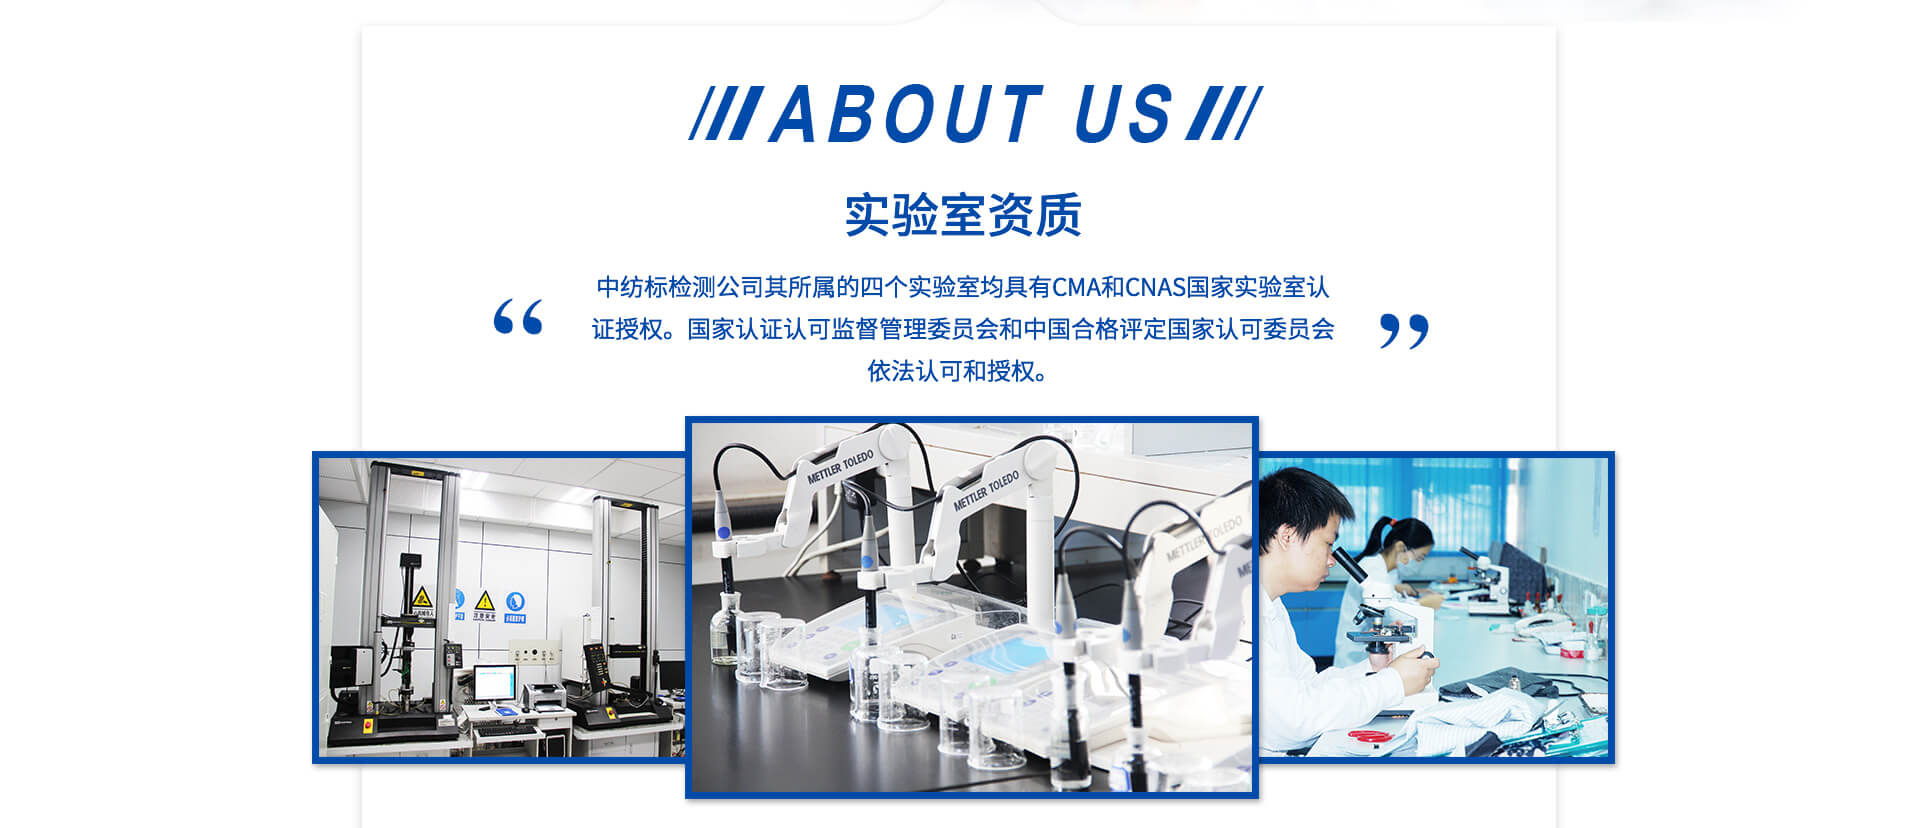 ABOUT US
实验室资质
“ 中纺标检测公司其所属的四个实验室均具有CMA和CNAS国家实验室认
证授权。国家认证认可监督管理委员会和中国合格评定国家认可委员会 ”
依法认可和授权。
METTLER TOLEDO
METTLER TOLEDO
METTLER TOLEDO